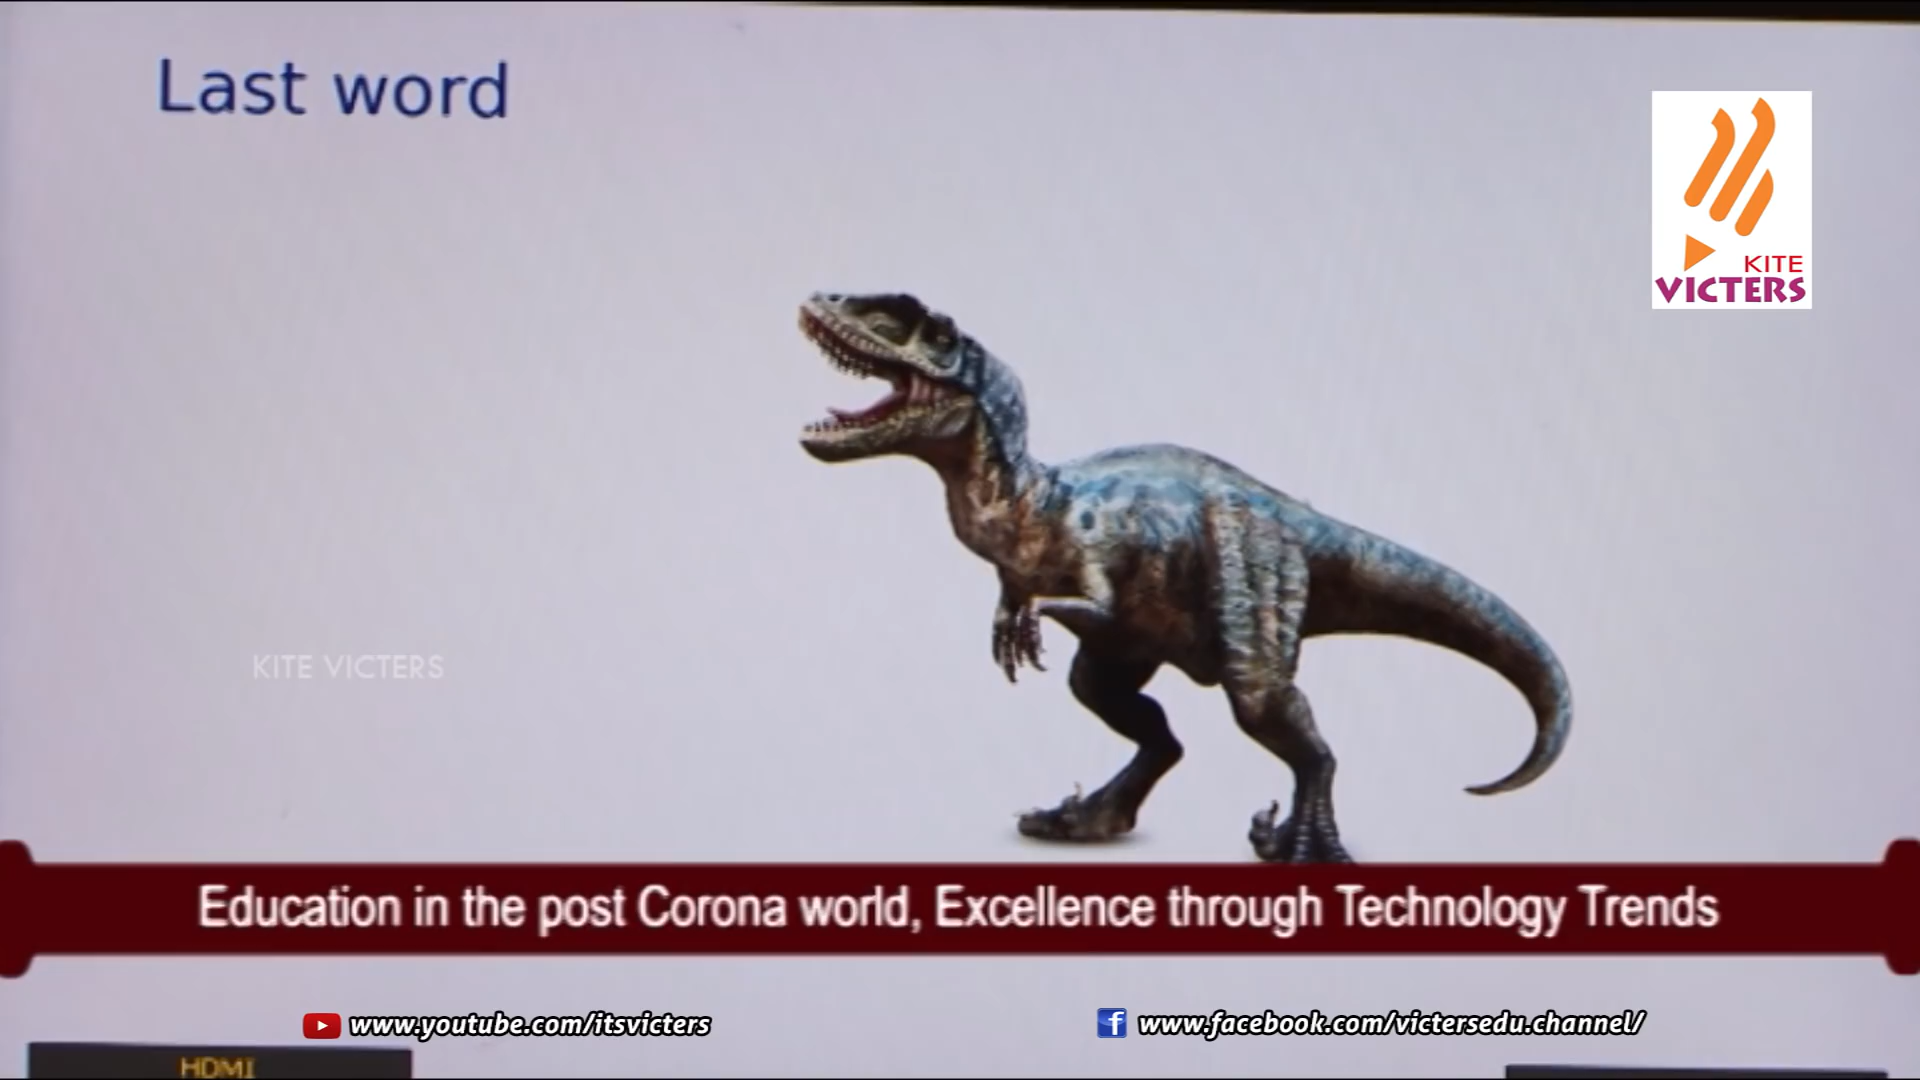 Last word
KITE
VICTERS
KITE VICTERS
Education in the post Corona world, Excellence through Technology Trends
www.youtube.com/itsvicters
www.facebook.com/victersedu.channel/
HDMI